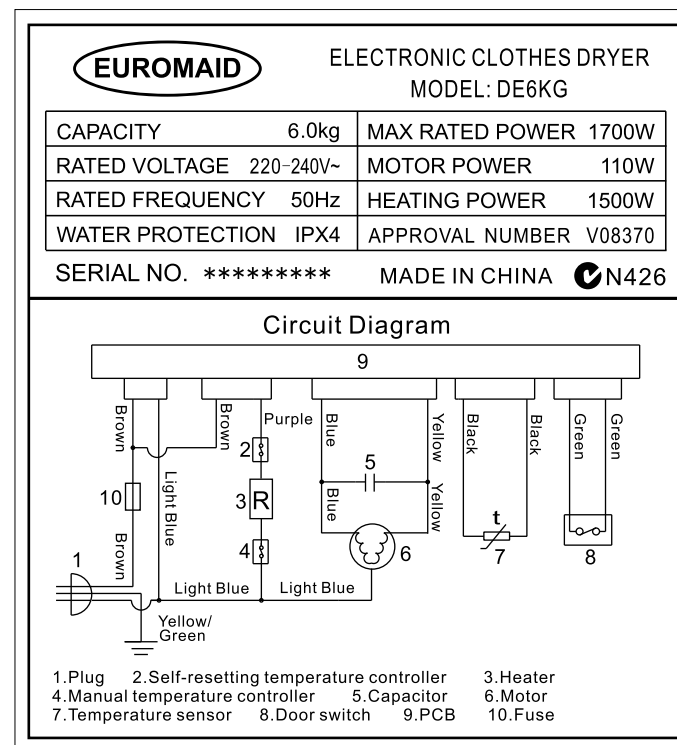 EUROMAID
ELECTRONIC CLOTHES DRYER
MODEL: DE6KG
CAPACITY 6.0kg MAX RATED POWER 1700W
RATED VOLTAGE 220-240V~ MOTOR POWER 110W
RATED FREQUENCY 50Hz HEATING POWER 1500W
WATER PROTECTION IPX4 APPROVAL NUMBER V08370
SERIAL NO. ********* MADE IN CHINA N426
Circuit Diagram
9
Brown
Brown
Purple
Blue
Yellow
Black
Black
Green
Green
2
5
Light Blue
10
3 R
Blue
Yellow
t
Brown
4
6
7
8
1
Light Blue Light Blue
Yellow/
Green
1.Plug 2.Self-resetting temperature controller 3.Heater
4.Manual temperature controller 5.Capacitor 6.Motor
7.Temperature sensor 8.Door switch 9.PCB 10.Fuse